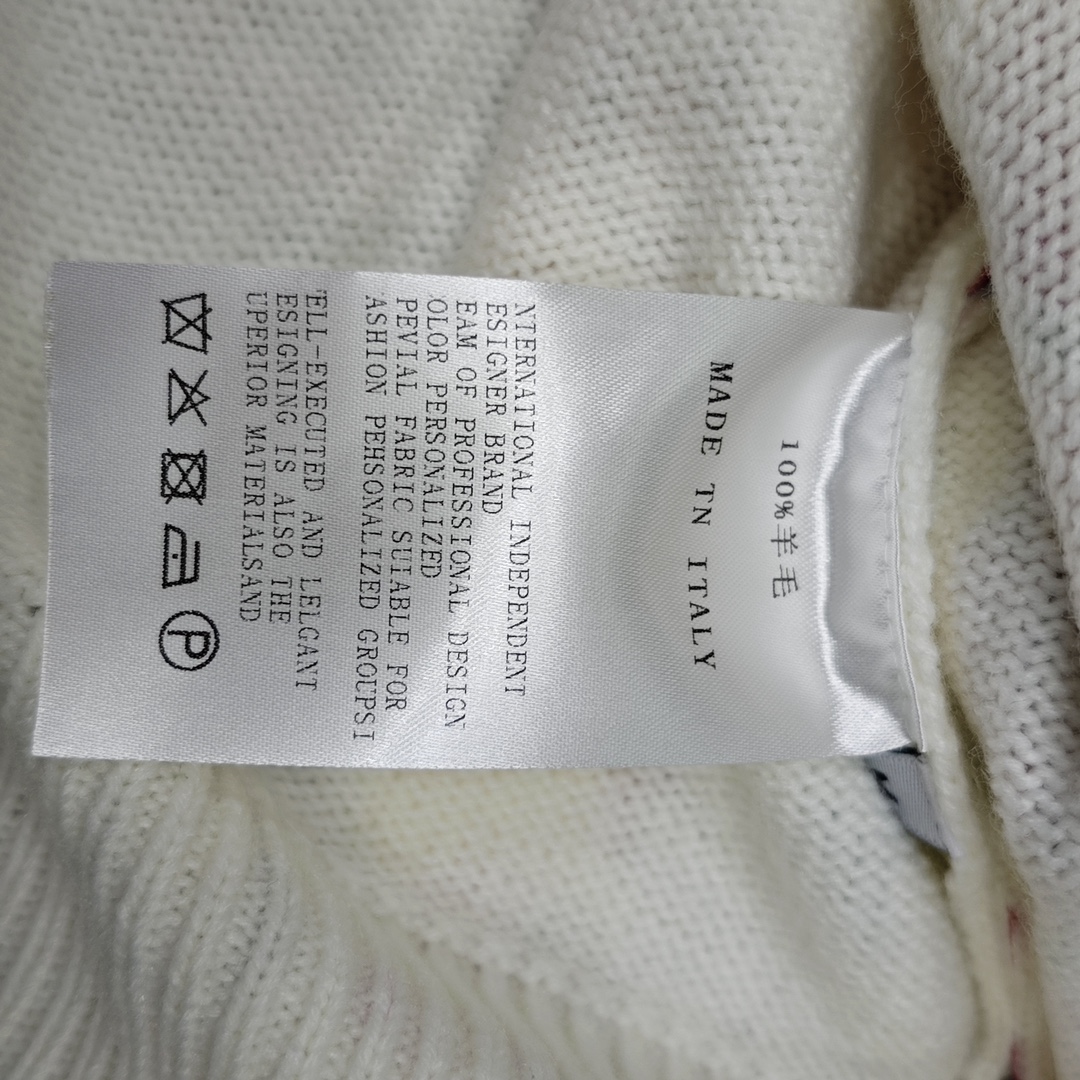 100%羊毛
MADE TN ITALY
NTERNATIONAL INDEPENDENT
ESIGNER BRAND
EAM OF PROFESSIONAL DESIGN
OLOR PERSONALIZED
PEVIAL FABRIC SUIABLE FOR
ASHION PEHSONALIZED GROUPSI
ELL-EXECUTED AND LELGANT
ESIGNING IS ALSO THE
UPERIOR MATERIALSAND
P